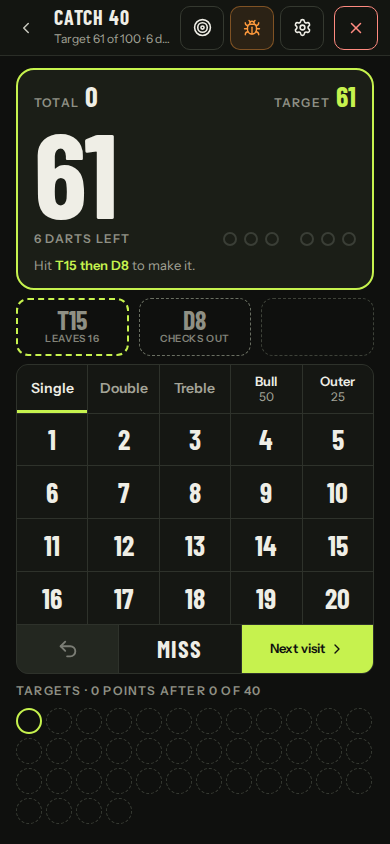 CATCH 40
Target 61 of 100 · 6 d…
TOTAL 0
TARGET 61
61
6 DARTS LEFT
Hit T15 then D8 to make it.
T15
LEAVES 16
D8
CHECKS OUT
Single Double Treble Bull 50 Outer 25
1 2 3 4 5
6 7 8 9 10
11 12 13 14 15
16 17 18 19 20
MISS Next visit
TARGETS · 0 POINTS AFTER 0 OF 40